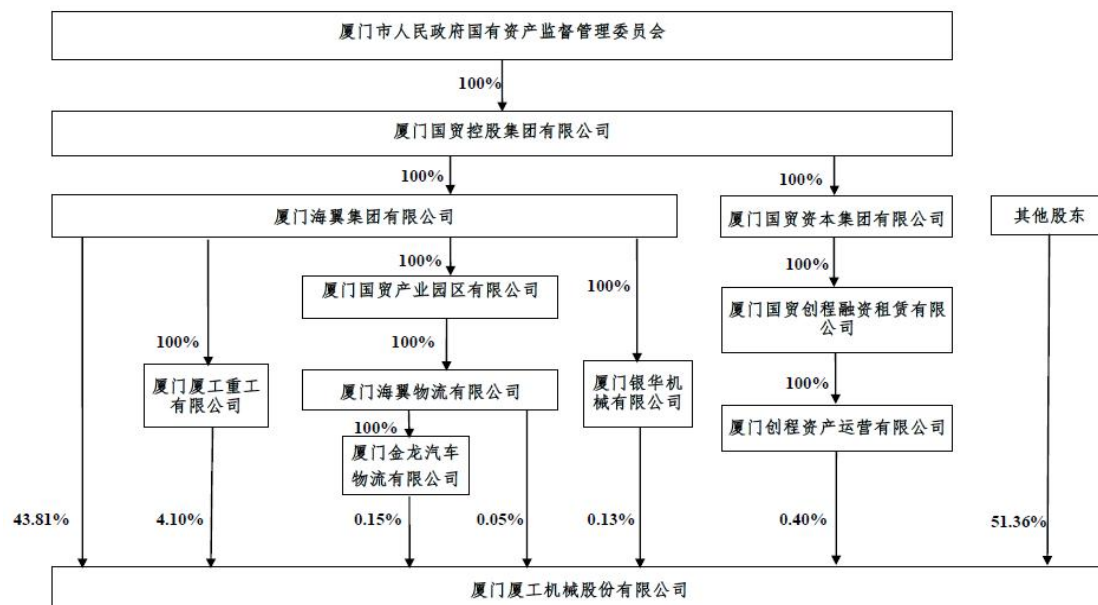 厦门市人民政府国有资产监督管理委员会
100%
厦门国贸控股集团有限公司
100%
100%
厦门海翼集团有限公司
厦门国贸资本集团有限公司
其他股东
100%
100%
100%
厦门国贸产业园区有限公司
厦门国贸创程融资租赁有限
公司
100%
100%
厦门厦工重工
有限公司
厦门海翼物流有限公司
厦门银华机
械有限公司
100%
厦门创程资产运营有限公司
100%
厦门金龙汽车
物流有限公司
43.81%
4.10%
0.15%
0.05%
0.13%
0.40%
51.36%
厦门厦工机械股份有限公司